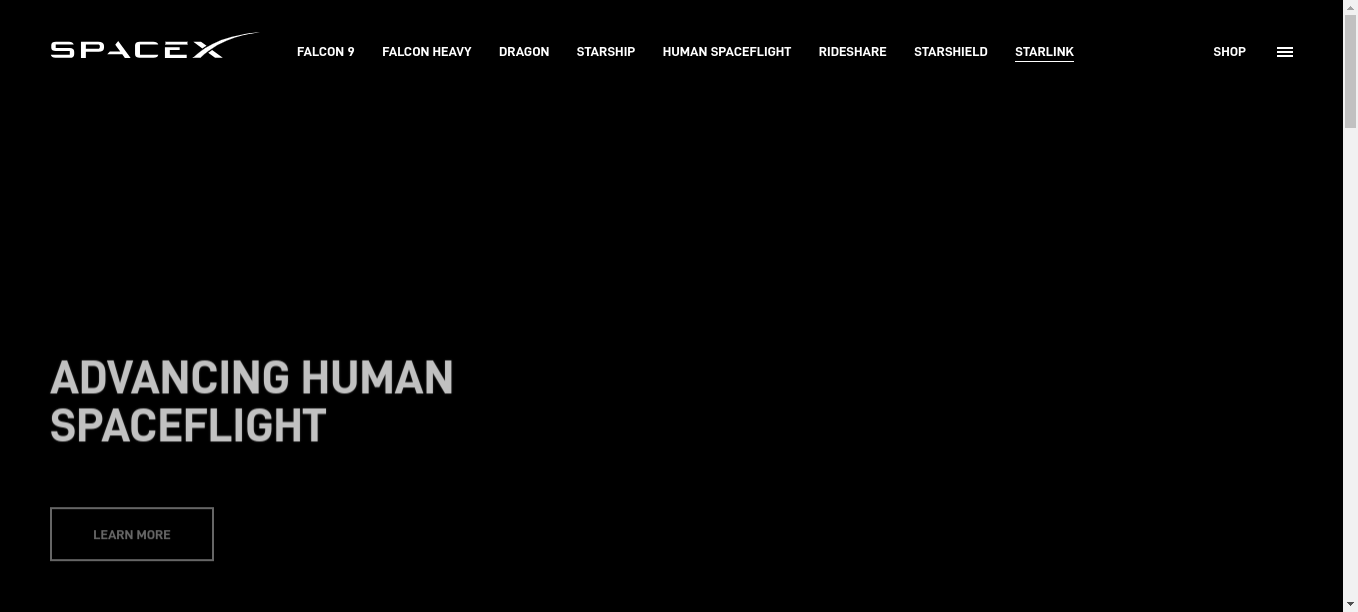 SPACEX
FALCON 9 FALCON HEAVY DRAGON STARSHIP HUMAN SPACEFLIGHT RIDESHARE STARSHIELD STARLINK SHOP
ADVANCING HUMAN
SPACEFLIGHT
LEARN MORE